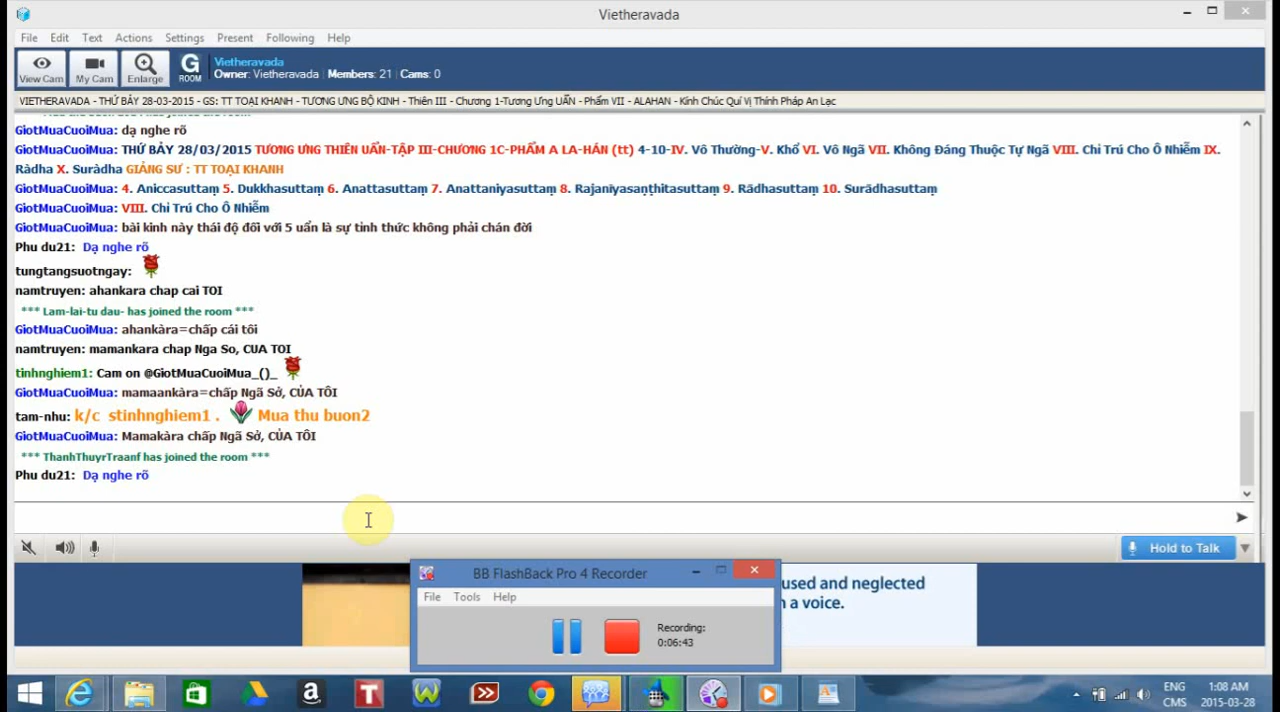 Vietheravada
File Edit Text Actions Settings Present Following Help
View Cam My Cam Enlarge G ROOM
Vietheravada
Owner: Vietheravada Members: 21 Cams: 0
VIETHERAVADA - THỨ BẢY 28-03-2015 - GS: TT TOẠI KHANH - TƯƠNG ƯNG BỘ KINH - Thiên III - Chương 1-Tương Ưng UẨN - Phẩm VII - ALAHAN - Kính Chúc Quí Vị Thính Pháp An Lạc
GiotMuaCuoiMua: dạ nghe rõ
GiotMuaCuoiMua: THỨ BẢY 28/03/2015 TƯƠNG ƯNG THIÊN UẨN-TẬP III-CHƯƠNG 1C-PHẨM A LA-HÁN (tt) 4-10-IV. Vô Thường-V. Khổ VI. Vô Ngã VII. Không Đáng Thuộc Tự Ngã VIII. Chỉ Trú Cho Ô Nhiễm IX.
Ràdha X. Suràdha GIẢNG SƯ : TT TOẠI KHANH
GiotMuaCuoiMua: 4. Aniccasuttaṃ 5. Dukkhasuttaṃ 6. Anattasuttaṃ 7. Anattaniyasuttaṃ 8. Rajanīyasaṇṭhitasuttaṃ 9. Rādhasuttaṃ 10. Surādhasuttaṃ
GiotMuaCuoiMua: VIII. Chỉ Trú Cho Ô Nhiễm
GiotMuaCuoiMua: bài kinh này thái độ đối với 5 uẩn là sự tỉnh thức không phải chán đời
Phu du21: Dạ nghe rõ
tungtangsuotngay:
namtruyen: ahankara chap cai TOI
*** Lam-lai-tu dau- has joined the room ***
GiotMuaCuoiMua: ahankàra=chấp cái tôi
namtruyen: mamankara chap Nga So, CUA TOI
tinhnghiem1: Cam on @GiotMuaCuoiMua_()_
GiotMuaCuoiMua: mamaankàra=chấp Ngã Sở, CỦA TÔI
tam-nhu: k/c stinhnghiem1 . Mua thu buon2
GiotMuaCuoiMua: Mamakàra chấp Ngã Sở, CỦA TÔI
*** ThanhThuyrTraanf has joined the room ***
Phu du21: Dạ nghe rõ
Hold to Talk
BB FlashBack Pro 4 Recorder
File Tools Help
Recording:
0:06:43
used and neglected
a voice.
ENG 1:08 AM
CMS 2015-03-28